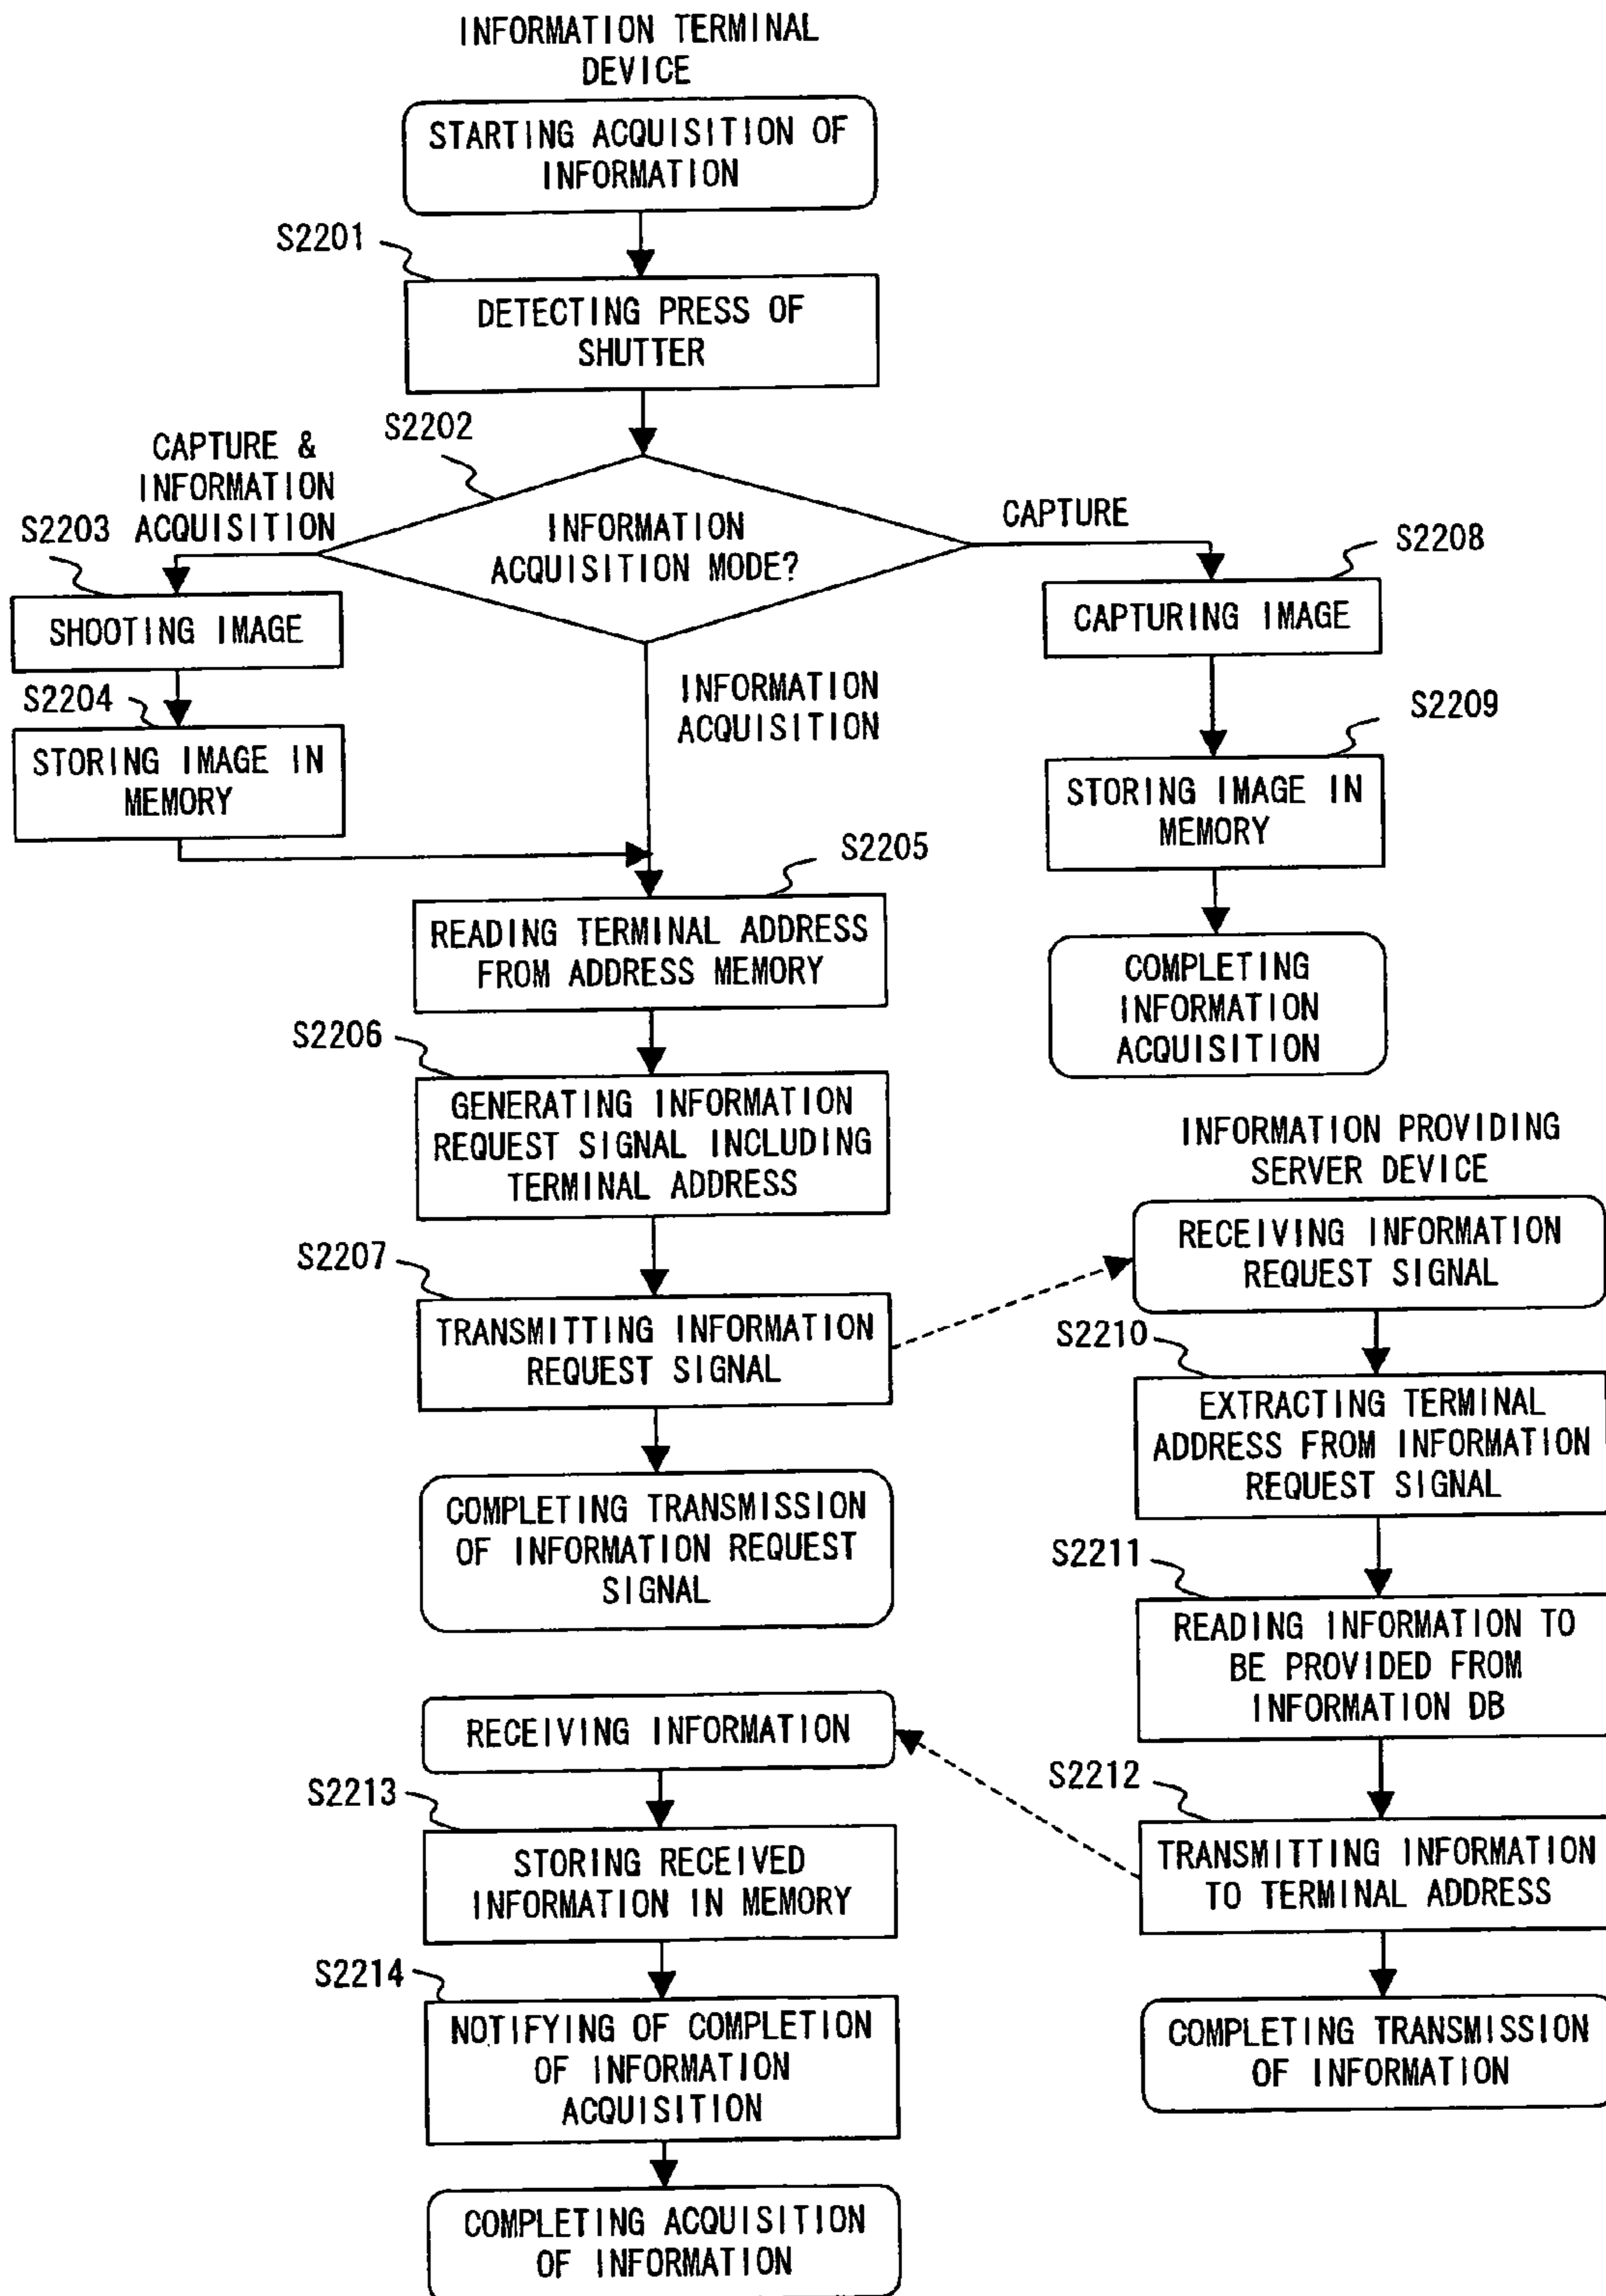 INFORMATION TERMINAL
DEVICE
STARTING ACQUISITION OF
INFORMATION
S2201
DETECTING PRESS OF
SHUTTER
S2202
CAPTURE &
INFORMATION
ACQUISITION
INFORMATION
ACQUISITION MODE?
CAPTURE
S2203
SHOOTING IMAGE
S2204
STORING IMAGE IN
MEMORY
INFORMATION
ACQUISITION
S2208
CAPTURING IMAGE
S2209
STORING IMAGE IN
MEMORY
COMPLETING
INFORMATION
ACQUISITION
S2205
READING TERMINAL ADDRESS
FROM ADDRESS MEMORY
S2206
GENERATING INFORMATION
REQUEST SIGNAL INCLUDING
TERMINAL ADDRESS
S2207
TRANSMITTING INFORMATION
REQUEST SIGNAL
COMPLETING TRANSMISSION
OF INFORMATION REQUEST
SIGNAL
INFORMATION PROVIDING
SERVER DEVICE
RECEIVING INFORMATION
REQUEST SIGNAL
S2210
EXTRACTING TERMINAL
ADDRESS FROM INFORMATION
REQUEST SIGNAL
S2211
READING INFORMATION TO
BE PROVIDED FROM
INFORMATION DB
S2212
TRANSMITTING INFORMATION
TO TERMINAL ADDRESS
COMPLETING TRANSMISSION
OF INFORMATION
RECEIVING INFORMATION
S2213
STORING RECEIVED
INFORMATION IN MEMORY
S2214
NOTIFYING OF COMPLETION
OF INFORMATION
ACQUISITION
COMPLETING ACQUISITION
OF INFORMATION